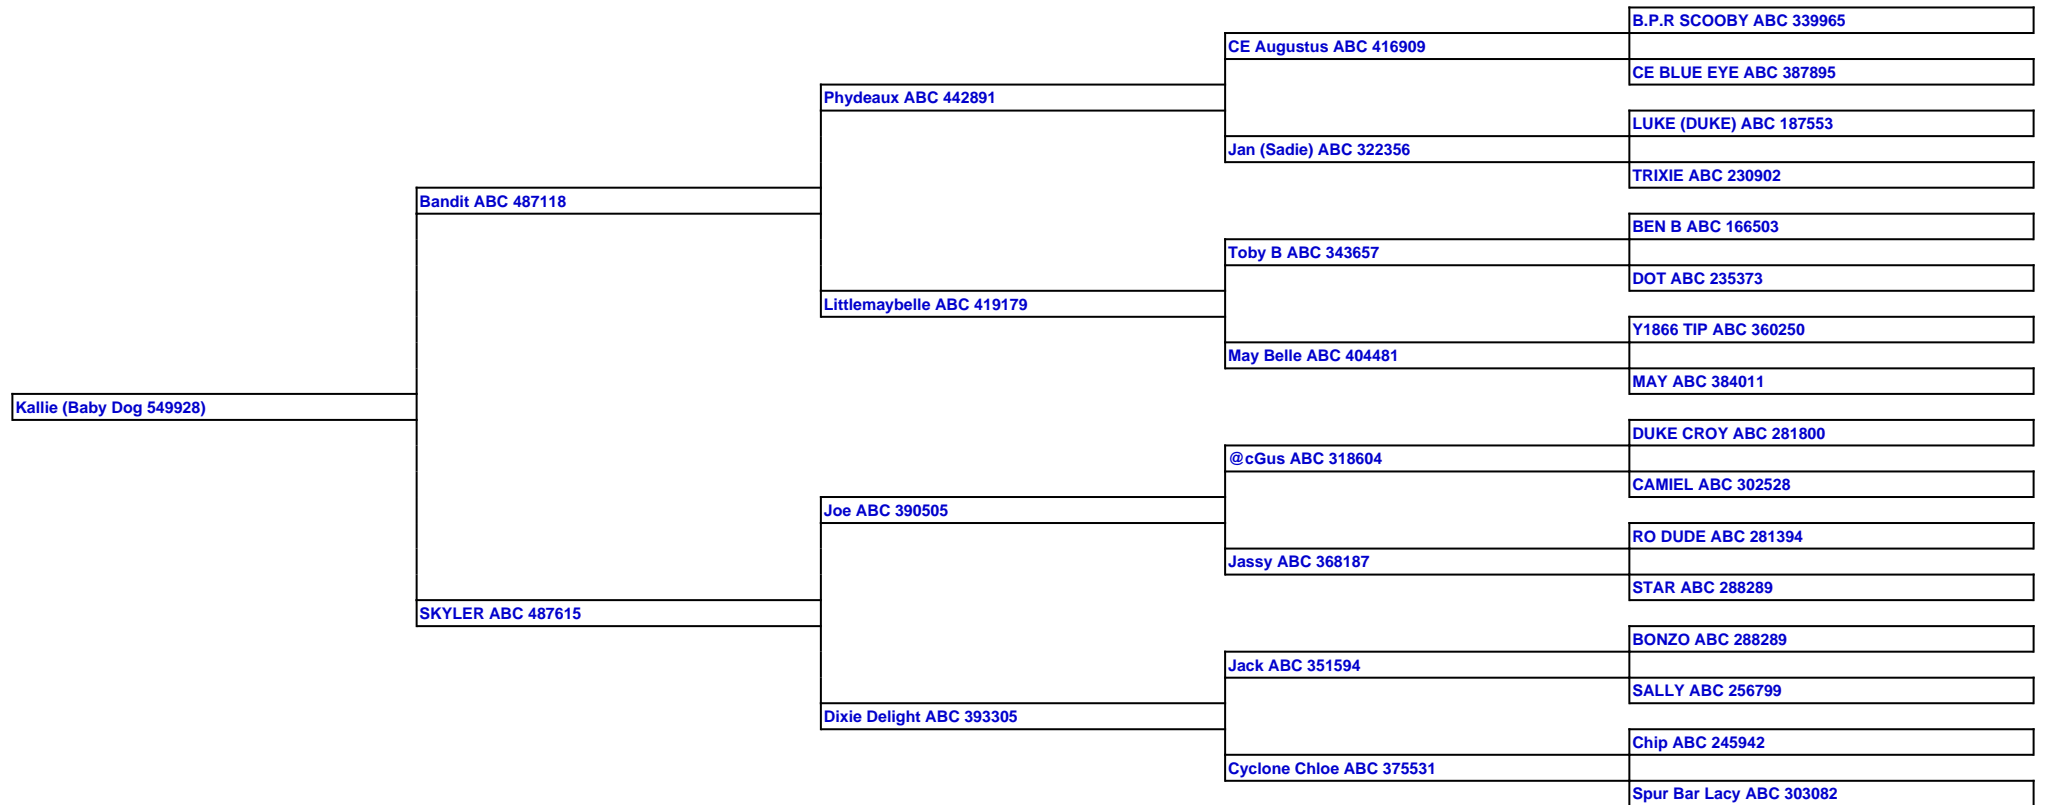 B.P.R SCOOBY ABC 339965
CE Augustus ABC 416909
CE BLUE EYE ABC 387895
Phydeaux ABC 442891
LUKE (DUKE) ABC 187553
Jan (Sadie) ABC 322356
TRIXIE ABC 230902
Bandit ABC 487118
BEN B ABC 166503
Toby B ABC 343657
DOT ABC 235373
Littlemaybelle ABC 419179
Y1866 TIP ABC 360250
May Belle ABC 404481
MAY ABC 384011
Kallie (Baby Dog 549928)
DUKE CROY ABC 281800
@cGus ABC 318604
CAMIEL ABC 302528
Joe ABC 390505
RO DUDE ABC 281394
Jassy ABC 368187
STAR ABC 288289
SKYLER ABC 487615
BONZO ABC 288289
Jack ABC 351594
SALLY ABC 256799
Dixie Delight ABC 393305
Chip ABC 245942
Cyclone Chloe ABC 375531
Spur Bar Lacy ABC 303082